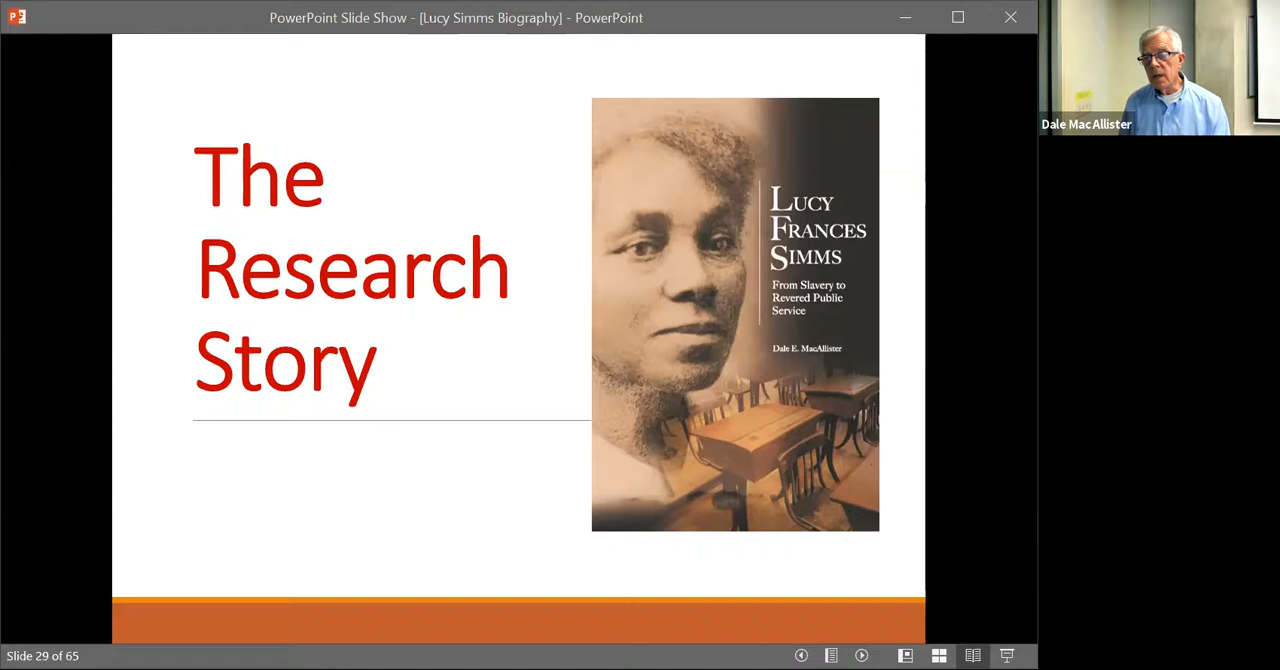 PowerPoint Slide Show - [Lucy Simms Biography] - PowerPoint
The
Research
Story
LUCY
FRANCES
SIMMS
From Slavery to
Revered Public
Service
Dale E. MacAllister
Dale MacAllister
Slide 29 of 65